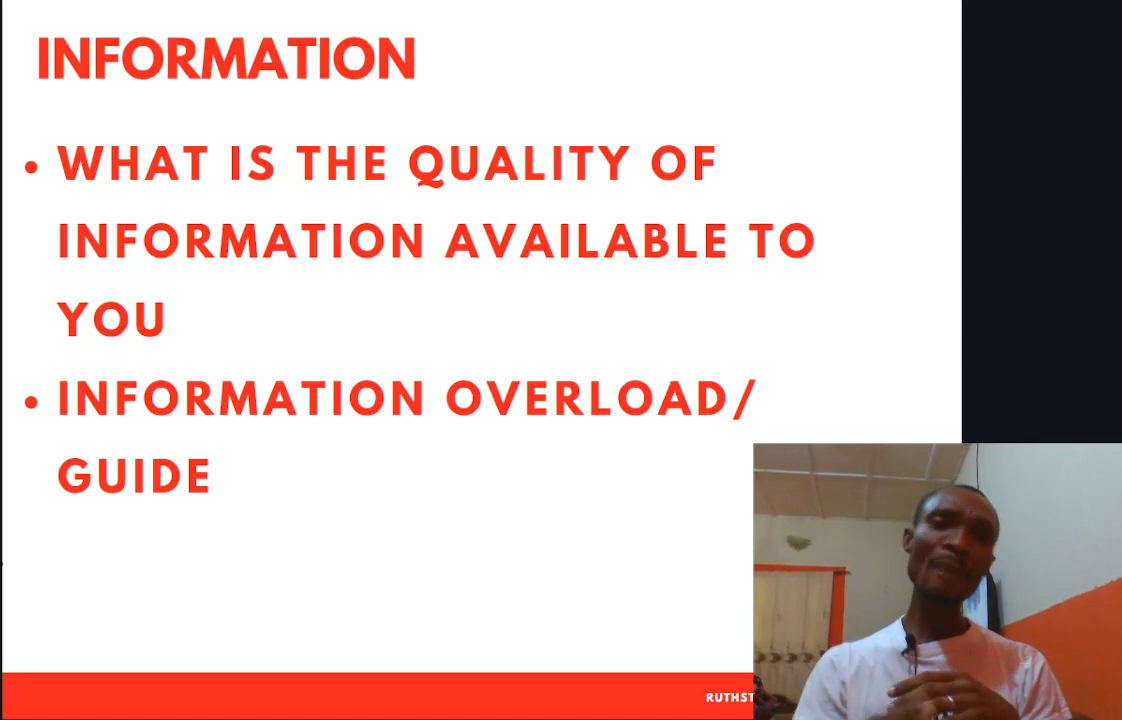 INFORMATION
• WHAT IS THE QUALITY OF
INFORMATION AVAILABLE TO
YOU
• INFORMATION OVERLOAD/
GUIDE